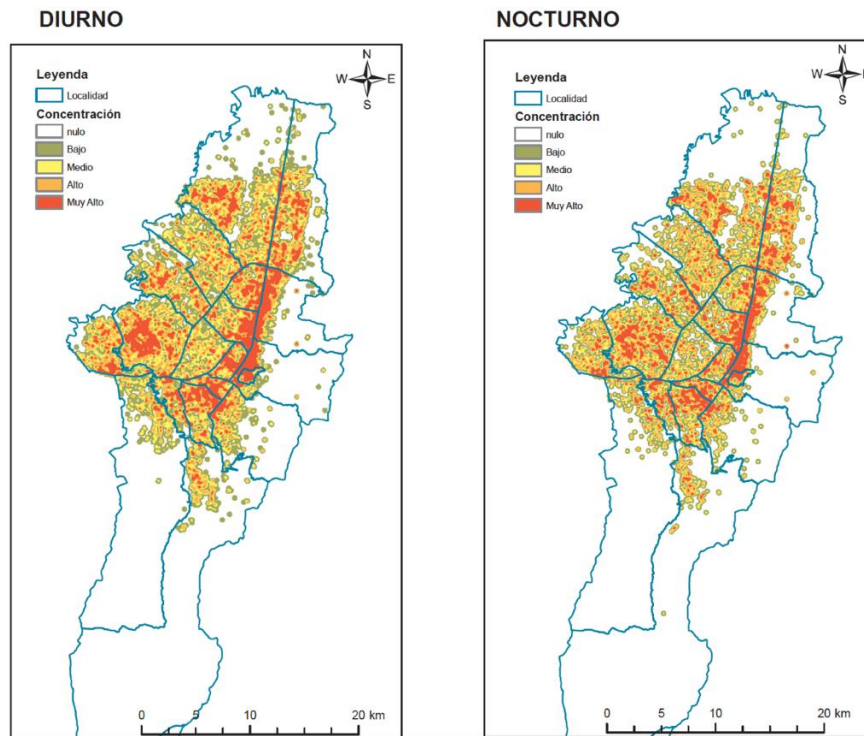 DIURNO
N
W E
S
Leyenda
Localidad
Concentración
nulo
Bajo
Medio
Alto
Muy Alto
0 5 10 20 km
NOCTURNO
N
W E
S
Leyenda
Localidad
Concentración
nulo
Bajo
Medio
Alto
Muy Alto
0 5 10 20 km